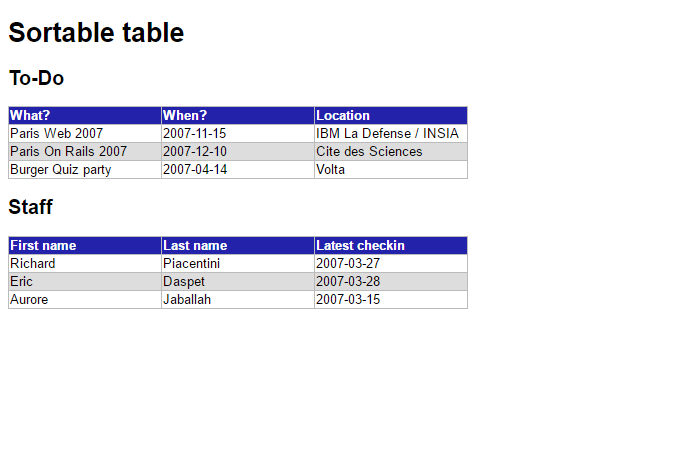 Sortable table
To-Do
What? When? Location
Paris Web 2007 2007-11-15 IBM La Defense / INSIA
Paris On Rails 2007 2007-12-10 Cite des Sciences
Burger Quiz party 2007-04-14 Volta
Staff
First name Last name Latest checkin
Richard Piacentini 2007-03-27
Eric Daspet 2007-03-28
Aurore Jaballah 2007-03-15